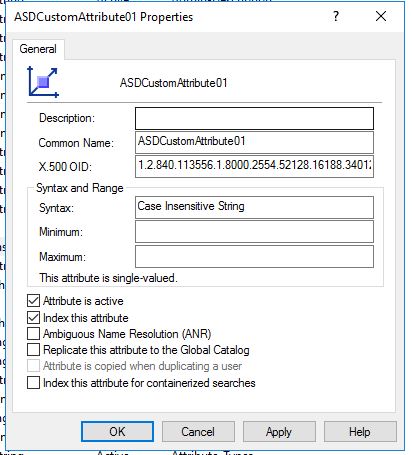 ASDCustomAttribute01 Properties ? ×
General
ASDCustomAttribute01
Description:
Common Name: ASDCustomAttribute01
X.500 OID: 1.2.840.113556.1.8000.2554.52128.16188.34012
Syntax and Range
Syntax: Case Insensitive String
Minimum:
Maximum:
This attribute is single-valued.
Attribute is active
Index this attribute
Ambiguous Name Resolution (ANR)
Replicate this attribute to the Global Catalog
Attribute is copied when duplicating a user
Index this attribute for containerized searches
OK Cancel Apply Help